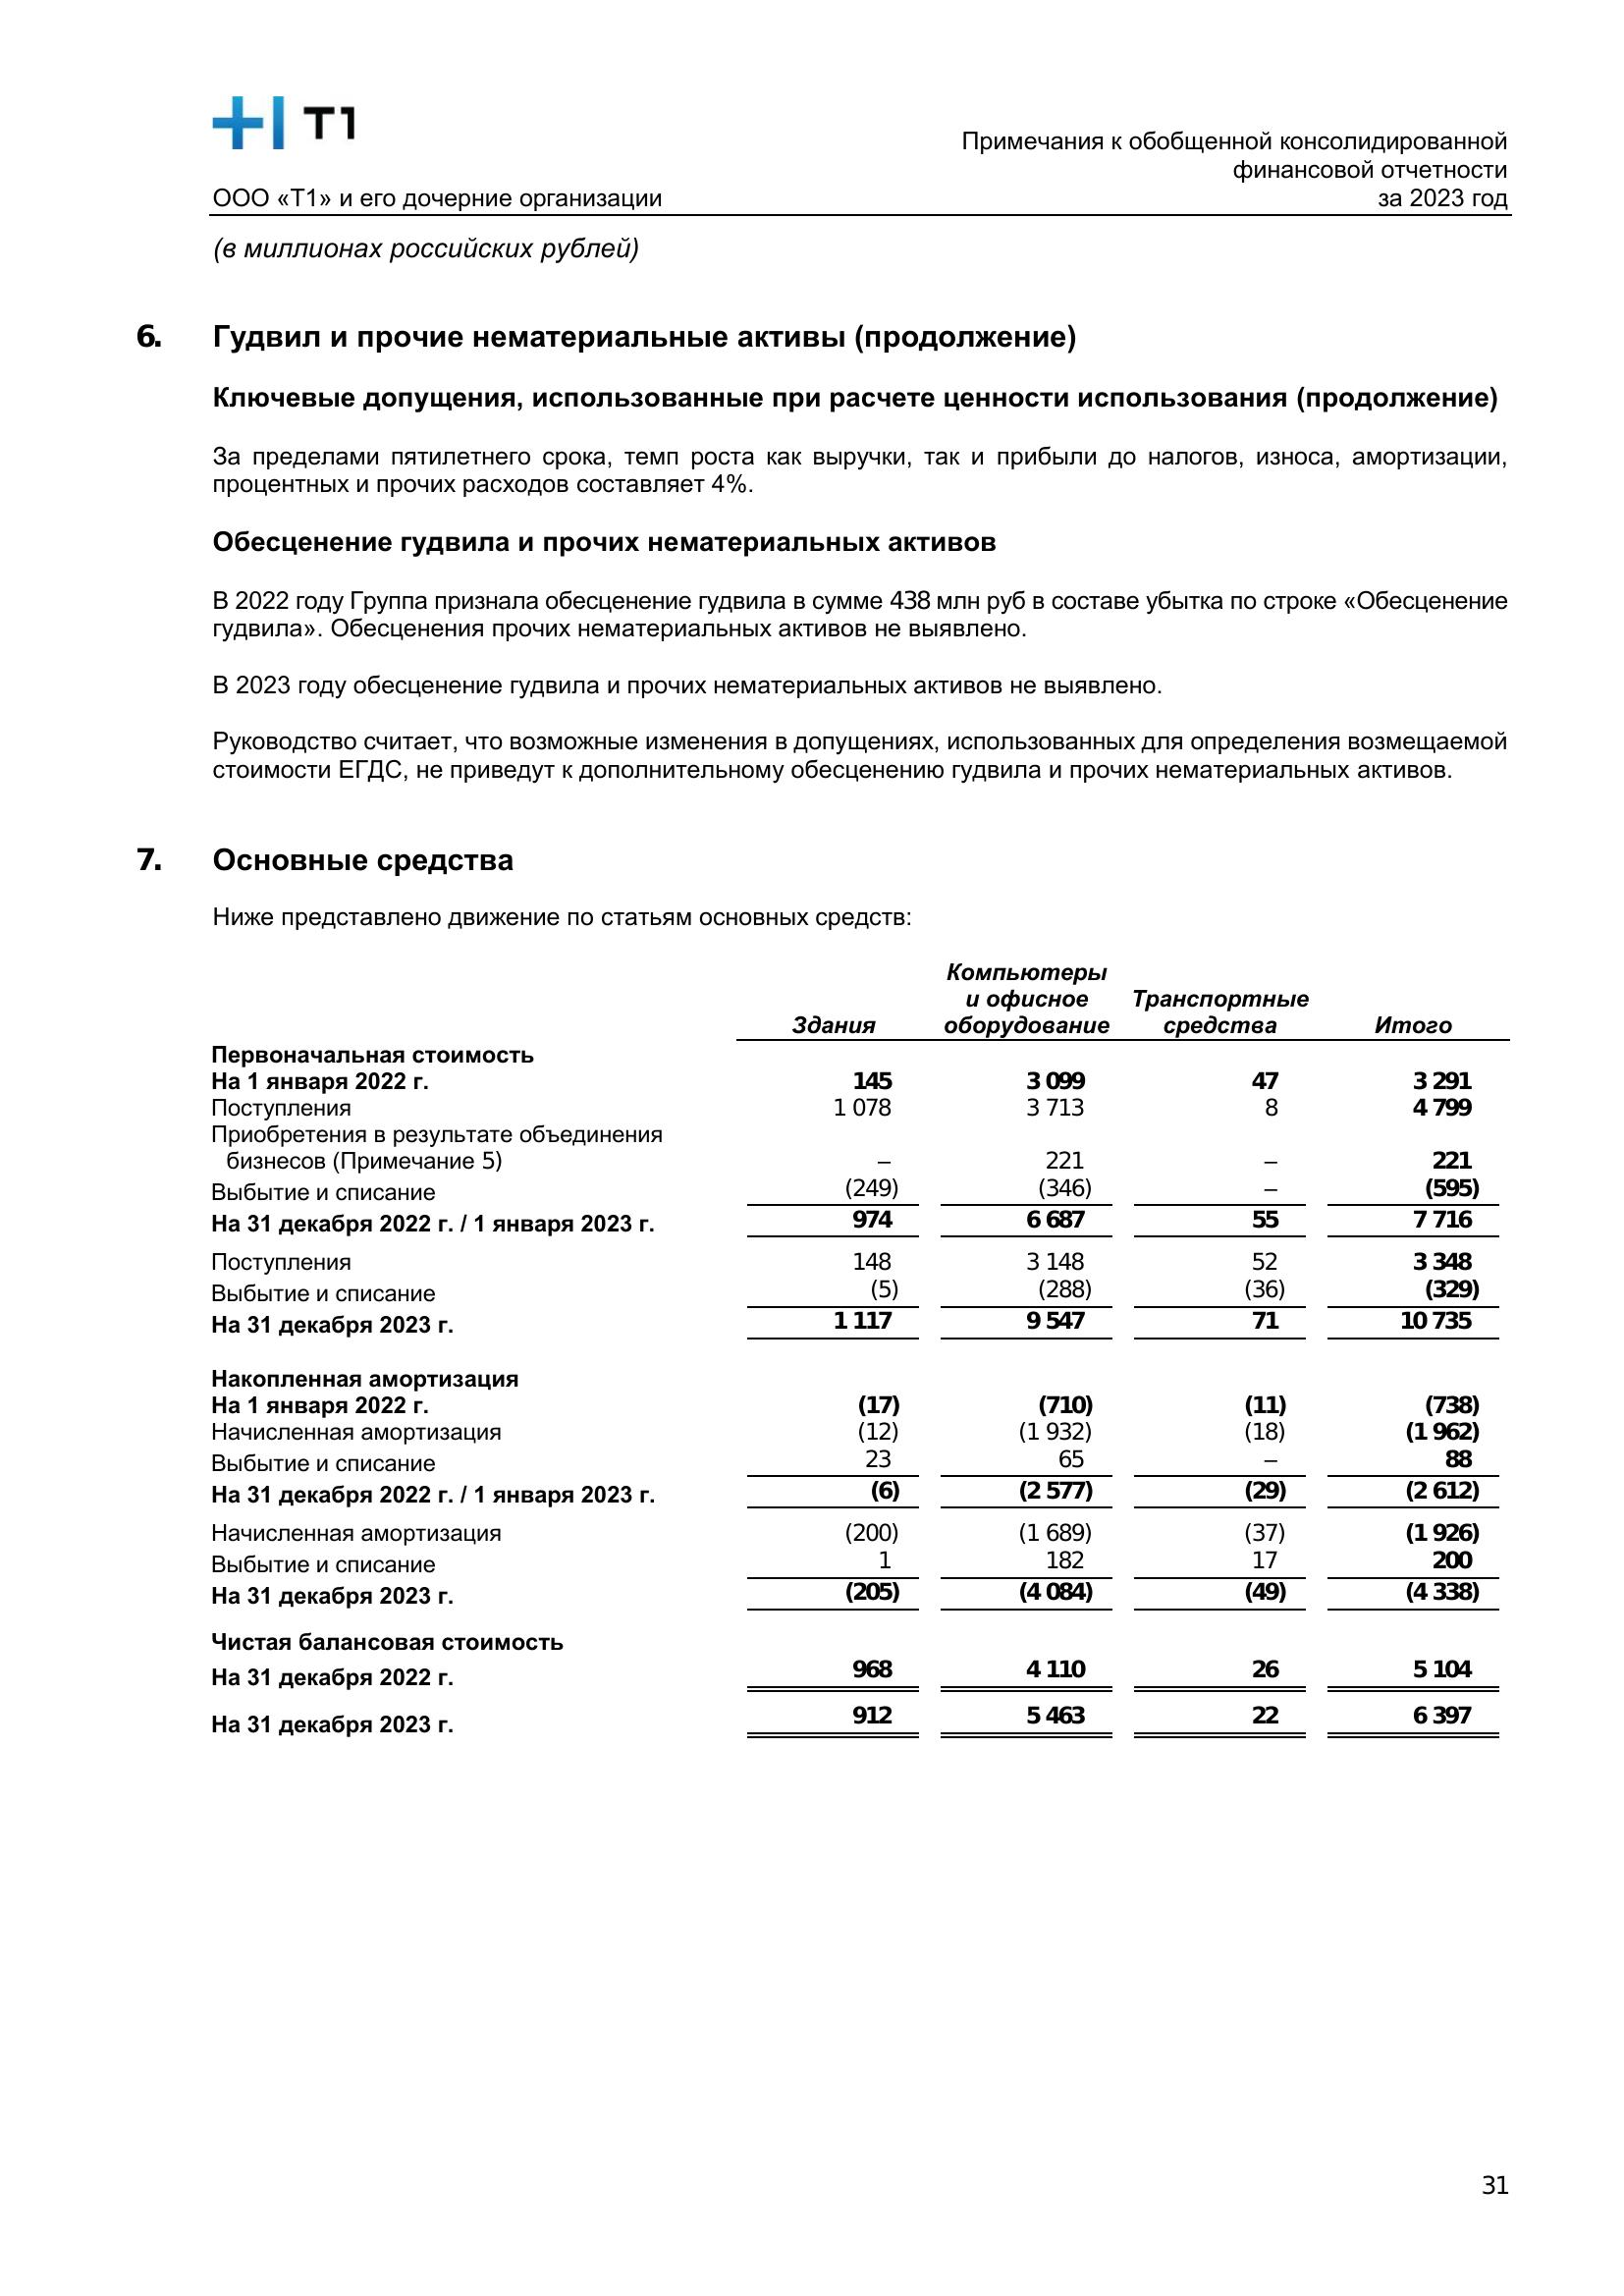 T1
Примечания к обобщенной консолидированной
финансовой отчетности
ООО «Т1» и его дочерние организации за 2023 год
(в миллионах российских рублей)
6. Гудвил и прочие нематериальные активы (продолжение)
Ключевые допущения, использованные при расчете ценности использования (продолжение)
За пределами пятилетнего срока, темп роста как выручки, так и прибыли до налогов, износа, амортизации,
процентных и прочих расходов составляет 4%.
Обесценение гудвила и прочих нематериальных активов
В 2022 году Группа признала обесценение гудвила в сумме 438 млн руб в составе убытка по строке «Обесценение
гудвила». Обесценения прочих нематериальных активов не выявлено.
В 2023 году обесценение гудвила и прочих нематериальных активов не выявлено.
Руководство считает, что возможные изменения в допущениях, использованных для определения возмещаемой
стоимости ЕГДС, не приведут к дополнительному обесценению гудвила и прочих нематериальных активов.
7. Основные средства
Ниже представлено движение по статьям основных средств:
Компьютеры
и офисное Транспортные
Здания оборудование средства Итого
Первоначальная стоимость
На 1 января 2022 г. 145 3 099 47 3 291
Поступления 1 078 3 713 8 4 799
Приобретения в результате объединения
бизнесов (Примечание 5) – 221 – 221
Выбытие и списание (249) (346) – (595)
На 31 декабря 2022 г. / 1 января 2023 г. 974 6 687 55 7 716
Поступления 148 3 148 52 3 348
Выбытие и списание (5) (288) (36) (329)
На 31 декабря 2023 г. 1 117 9 547 71 10 735
Накопленная амортизация
На 1 января 2022 г. (17) (710) (11) (738)
Начисленная амортизация (12) (1 932) (18) (1 962)
Выбытие и списание 23 65 – 88
На 31 декабря 2022 г. / 1 января 2023 г. (6) (2 577) (29) (2 612)
Начисленная амортизация (200) (1 689) (37) (1 926)
Выбытие и списание 1 182 17 200
На 31 декабря 2023 г. (205) (4 084) (49) (4 338)
Чистая балансовая стоимость
На 31 декабря 2022 г. 968 4 110 26 5 104
На 31 декабря 2023 г. 912 5 463 22 6 397
31